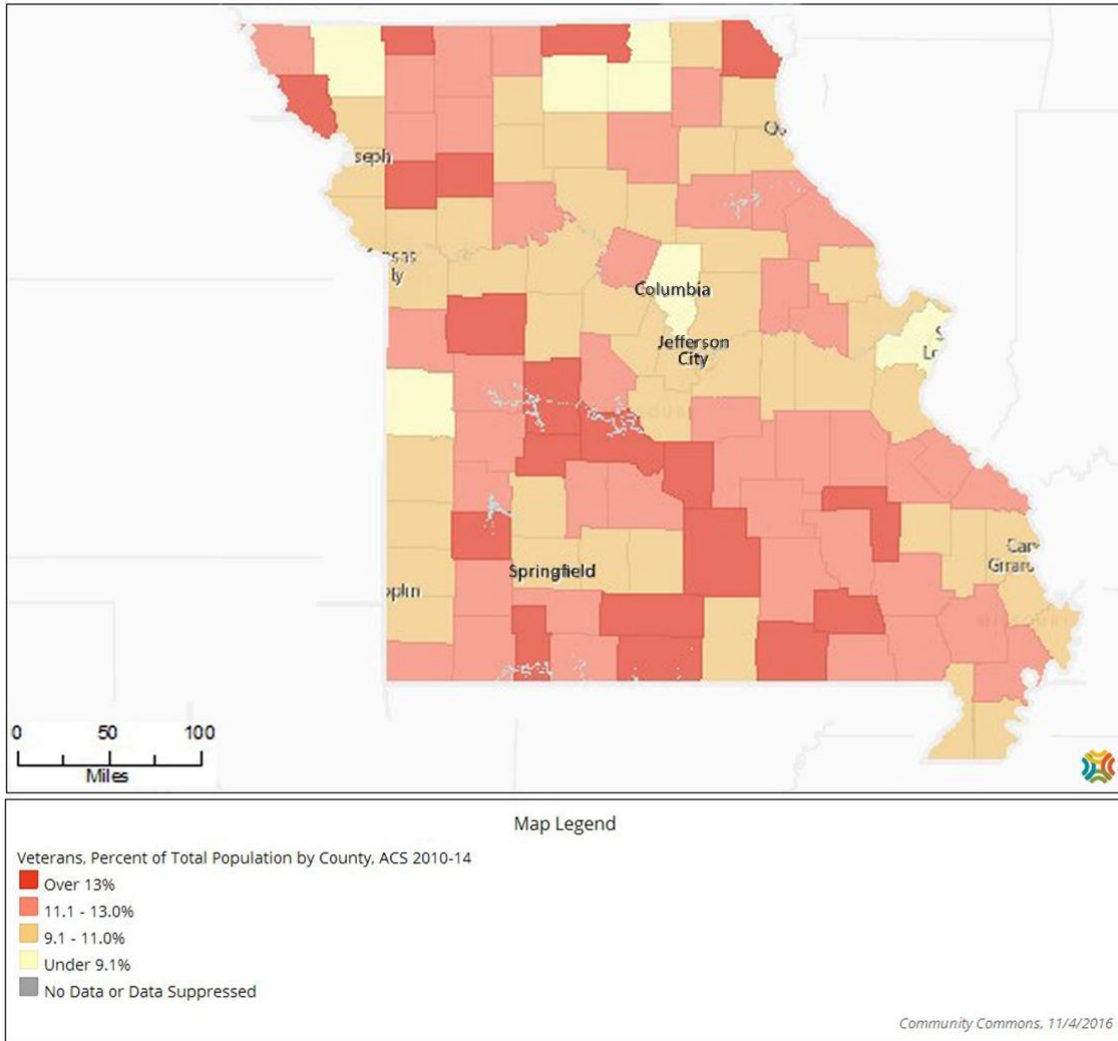 seph
Columbia
Jefferson
City
Springfield
0 50 100
Miles
Map Legend
Veterans, Percent of Total Population by County, ACS 2010-14
Over 13%
11.1 - 13.0%
9.1 - 11.0%
Under 9.1%
No Data or Data Suppressed
Community Commons, 11/4/2016